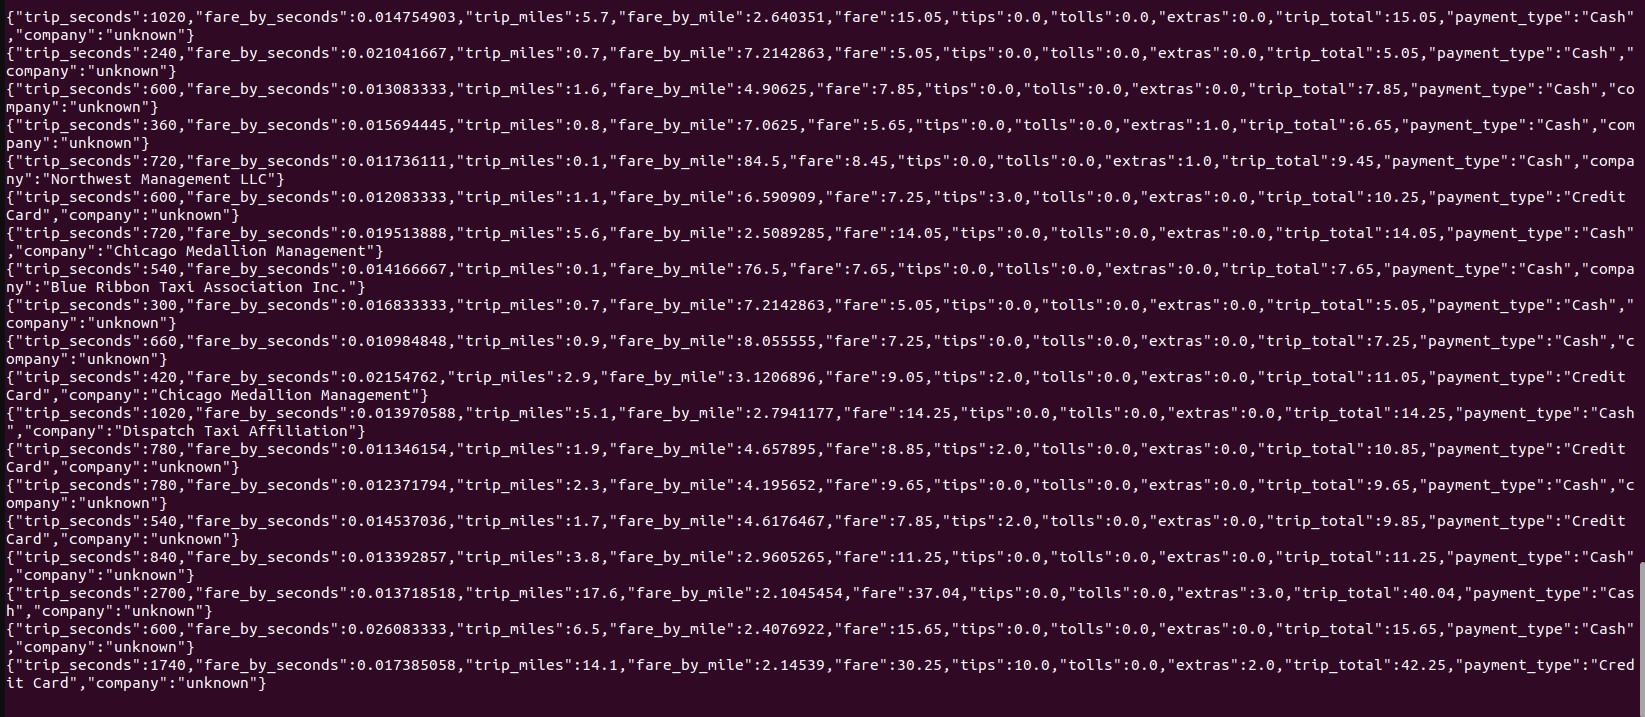 {"trip_seconds":1020,"fare_by_seconds":0.014754903,"trip_miles":5.7,"fare_by_mile":2.640351,"fare":15.05,"tips":0.0,"tolls":0.0,"extras":0.0,"trip_total":15.05,"payment_type":"Cash"
,"company":"unknown"}
{"trip_seconds":240,"fare_by_seconds":0.021041667,"trip_miles":0.7,"fare_by_mile":7.2142863,"fare":5.05,"tips":0.0,"tolls":0.0,"extras":0.0,"trip_total":5.05,"payment_type":"Cash","
company":"unknown"}
{"trip_seconds":600,"fare_by_seconds":0.013083333,"trip_miles":1.6,"fare_by_mile":4.90625,"fare":7.85,"tips":0.0,"tolls":0.0,"extras":0.0,"trip_total":7.85,"payment_type":"Cash","co
mpany":"unknown"}
{"trip_seconds":360,"fare_by_seconds":0.015694445,"trip_miles":0.8,"fare_by_mile":7.0625,"fare":5.65,"tips":0.0,"tolls":0.0,"extras":1.0,"trip_total":6.65,"payment_type":"Cash","com
pany":"unknown"}
{"trip_seconds":720,"fare_by_seconds":0.011736111,"trip_miles":0.1,"fare_by_mile":84.5,"fare":8.45,"tips":0.0,"tolls":0.0,"extras":1.0,"trip_total":9.45,"payment_type":"Cash","compa
ny":"Northwest Management LLC"}
{"trip_seconds":600,"fare_by_seconds":0.012083333,"trip_miles":1.1,"fare_by_mile":6.590909,"fare":7.25,"tips":3.0,"tolls":0.0,"extras":0.0,"trip_total":10.25,"payment_type":"Credit
Card","company":"unknown"}
{"trip_seconds":720,"fare_by_seconds":0.019513888,"trip_miles":5.6,"fare_by_mile":2.5089285,"fare":14.05,"tips":0.0,"tolls":0.0,"extras":0.0,"trip_total":14.05,"payment_type":"Cash"
,"company":"Chicago Medallion Management"}
{"trip_seconds":540,"fare_by_seconds":0.014166667,"trip_miles":0.1,"fare_by_mile":76.5,"fare":7.65,"tips":0.0,"tolls":0.0,"extras":0.0,"trip_total":7.65,"payment_type":"Cash","compa
ny":"Blue Ribbon Taxi Association Inc."}
{"trip_seconds":300,"fare_by_seconds":0.016833333,"trip_miles":0.7,"fare_by_mile":7.2142863,"fare":5.05,"tips":0.0,"tolls":0.0,"extras":0.0,"trip_total":5.05,"payment_type":"Cash","
company":"unknown"}
{"trip_seconds":660,"fare_by_seconds":0.010984848,"trip_miles":0.9,"fare_by_mile":8.055555,"fare":7.25,"tips":0.0,"tolls":0.0,"extras":0.0,"trip_total":7.25,"payment_type":"Cash","c
ompany":"unknown"}
{"trip_seconds":420,"fare_by_seconds":0.02154762,"trip_miles":2.9,"fare_by_mile":3.1206896,"fare":9.05,"tips":2.0,"tolls":0.0,"extras":0.0,"trip_total":11.05,"payment_type":"Credit
Card","company":"Chicago Medallion Management"}
{"trip_seconds":1020,"fare_by_seconds":0.013970588,"trip_miles":5.1,"fare_by_mile":2.7941177,"fare":14.25,"tips":0.0,"tolls":0.0,"extras":0.0,"trip_total":14.25,"payment_type":"Cash
","company":"Dispatch Taxi Affiliation"}
{"trip_seconds":780,"fare_by_seconds":0.011346154,"trip_miles":1.9,"fare_by_mile":4.657895,"fare":8.85,"tips":2.0,"tolls":0.0,"extras":0.0,"trip_total":10.85,"payment_type":"Credit
Card","company":"unknown"}
{"trip_seconds":780,"fare_by_seconds":0.012371794,"trip_miles":2.3,"fare_by_mile":4.195652,"fare":9.65,"tips":0.0,"tolls":0.0,"extras":0.0,"trip_total":9.65,"payment_type":"Cash","c
ompany":"unknown"}
{"trip_seconds":540,"fare_by_seconds":0.014537036,"trip_miles":1.7,"fare_by_mile":4.6176467,"fare":7.85,"tips":2.0,"tolls":0.0,"extras":0.0,"trip_total":9.85,"payment_type":"Credit
Card","company":"unknown"}
{"trip_seconds":840,"fare_by_seconds":0.013392857,"trip_miles":3.8,"fare_by_mile":2.9605265,"fare":11.25,"tips":0.0,"tolls":0.0,"extras":0.0,"trip_total":11.25,"payment_type":"Cash"
,"company":"unknown"}
{"trip_seconds":2700,"fare_by_seconds":0.013718518,"trip_miles":17.6,"fare_by_mile":2.1045454,"fare":37.04,"tips":0.0,"tolls":0.0,"extras":3.0,"trip_total":40.04,"payment_type":"Cas
h","company":"unknown"}
{"trip_seconds":600,"fare_by_seconds":0.026083333,"trip_miles":6.5,"fare_by_mile":2.4076922,"fare":15.65,"tips":0.0,"tolls":0.0,"extras":0.0,"trip_total":15.65,"payment_type":"Cash"
,"company":"unknown"}
{"trip_seconds":1740,"fare_by_seconds":0.017385058,"trip_miles":14.1,"fare_by_mile":2.14539,"fare":30.25,"tips":10.0,"tolls":0.0,"extras":2.0,"trip_total":42.25,"payment_type":"Cred
it Card","company":"unknown"}